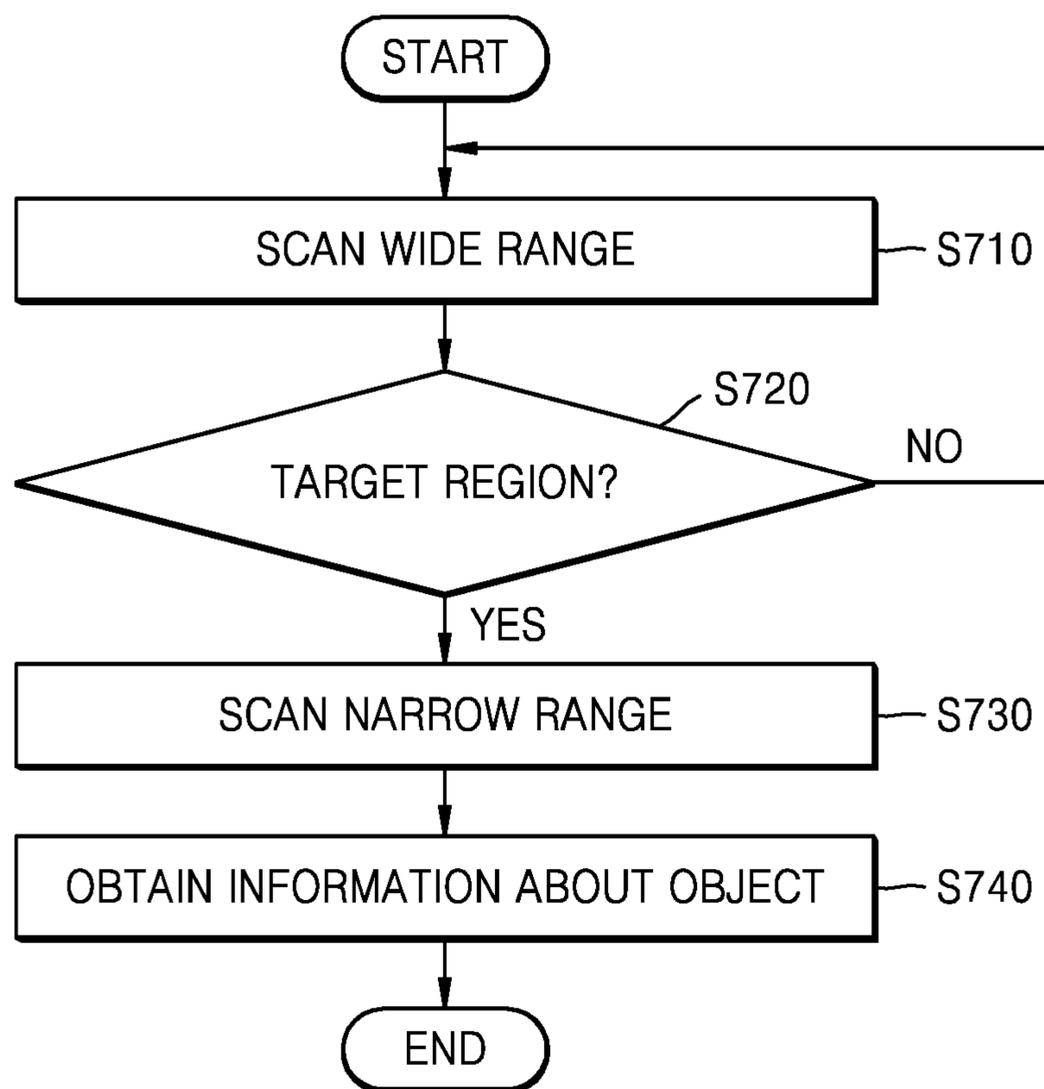 START
SCAN WIDE RANGE
S710
S720
TARGET REGION?
NO
YES
SCAN NARROW RANGE
S730
OBTAIN INFORMATION ABOUT OBJECT
S740
END